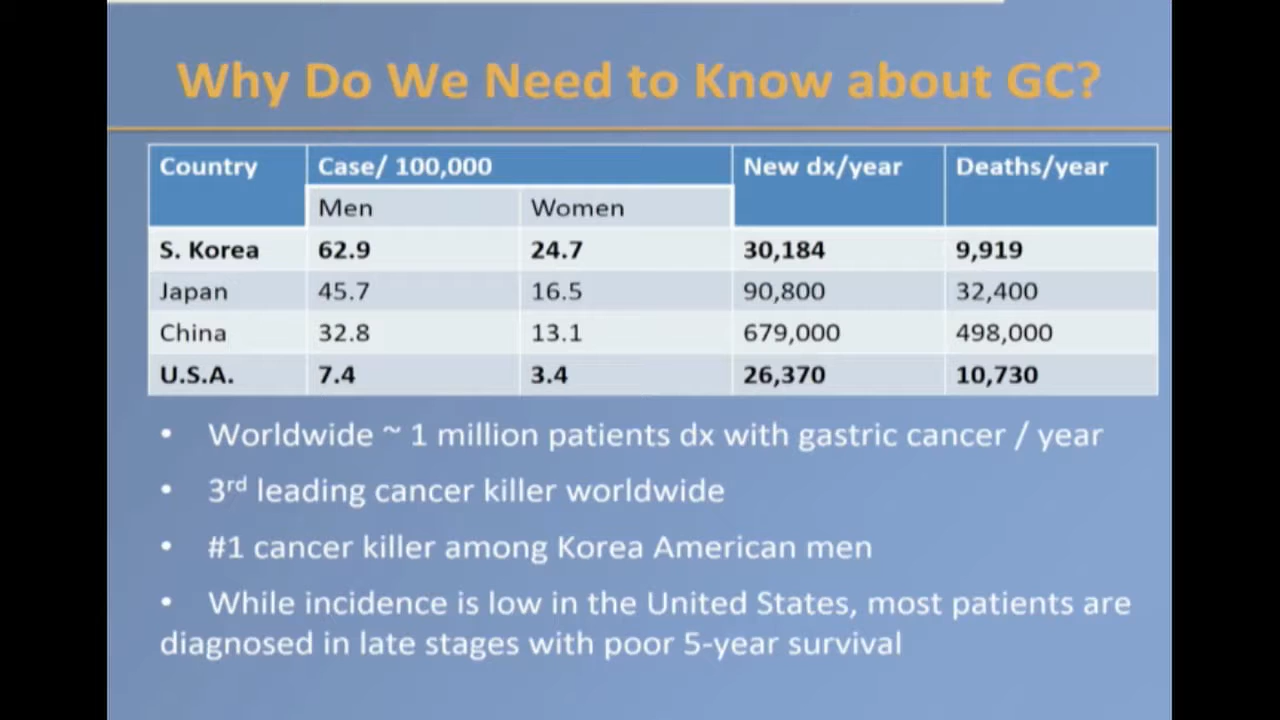 Why Do We Need to Know about GC?
Country Case/ 100,000 New dx/year Deaths/year
Men Women
S. Korea 62.9 24.7 30,184 9,919
Japan 45.7 16.5 90,800 32,400
China 32.8 13.1 679,000 498,000
U.S.A. 7.4 3.4 26,370 10,730
• Worldwide ~ 1 million patients dx with gastric cancer / year
• 3rd leading cancer killer worldwide
• #1 cancer killer among Korea American men
• While incidence is low in the United States, most patients are
diagnosed in late stages with poor 5-year survival